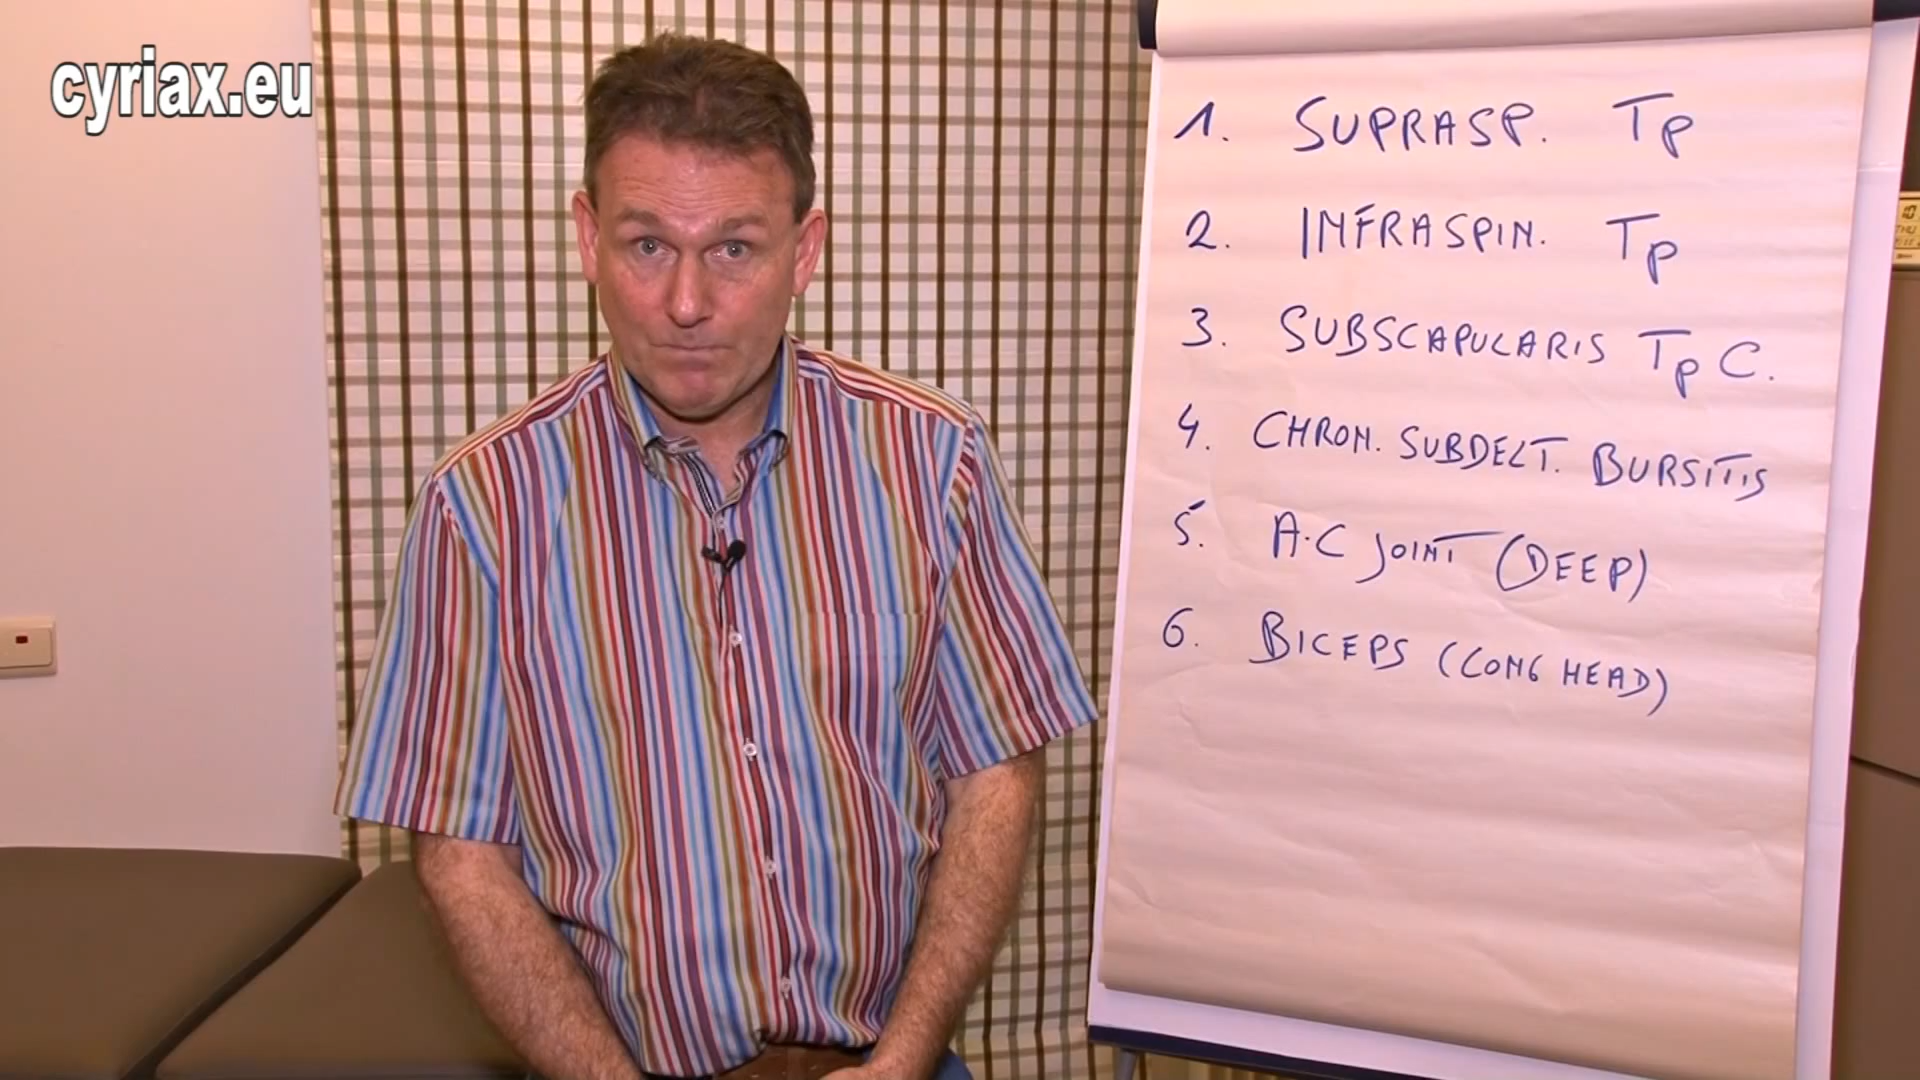 cyriax.eu
1. SUPRASP. Tp
2. INFRASPIN. Tp
3. SUBSCAPULARIS Tp C.
4. CHRON. SUBDELT. BURSITIS
5. A.C JOINT (DEEP)
6. BICEPS (LONG HEAD)
THU